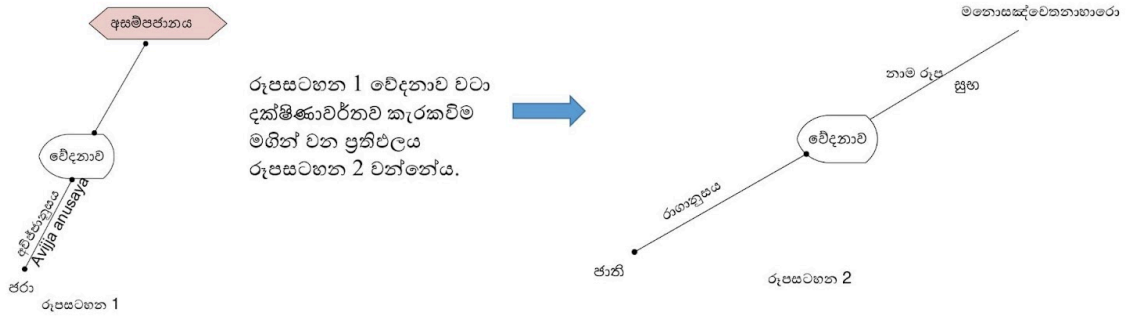 අසම්පජානය
වේදනාව
අවිජ්ජානුසය
Avijja anusaya
ජරා
රූපසටහන 1
රූපසටහන 1 වේදනාව වටා
දක්ෂිණාවර්තව කැරකවීම
මගින් වන ප්‍රතිඵලය
රූපසටහන 2 වන්නේය.
මනොසඤ්චෙතනාහාරො
නාම රූප
සුභ
වේදනාව
රාගානුසය
ජාති
රූපසටහන 2